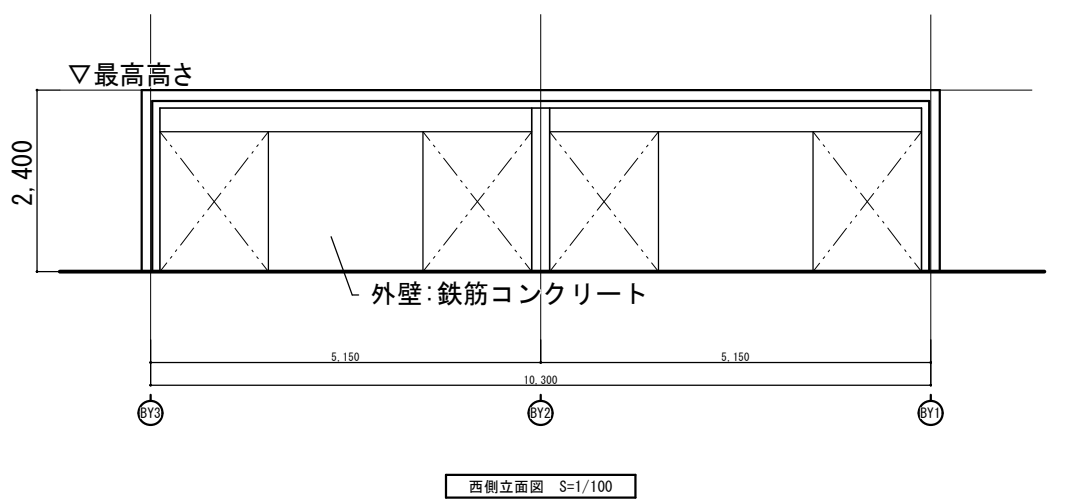 ▽最高高さ
2,400
外壁:鉄筋コンクリート
5,150
5,150
10,300
BY3
BY2
BY1
西側立面図 S=1/100